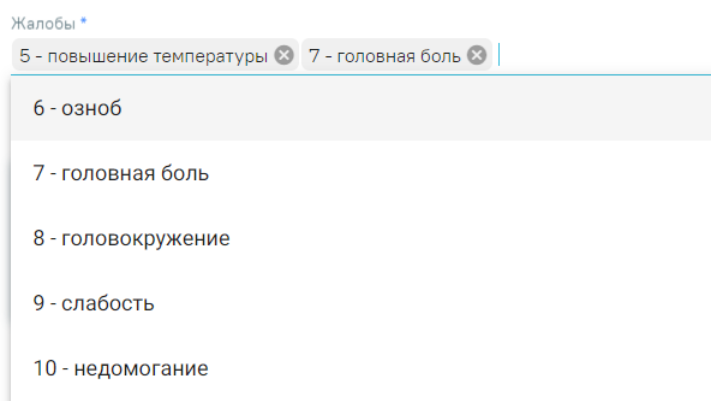 Жалобы *
5 - повышение температуры 7 - головная боль
6 - озноб
7 - головная боль
8 - головокружение
9 - слабость
10 - недомогание